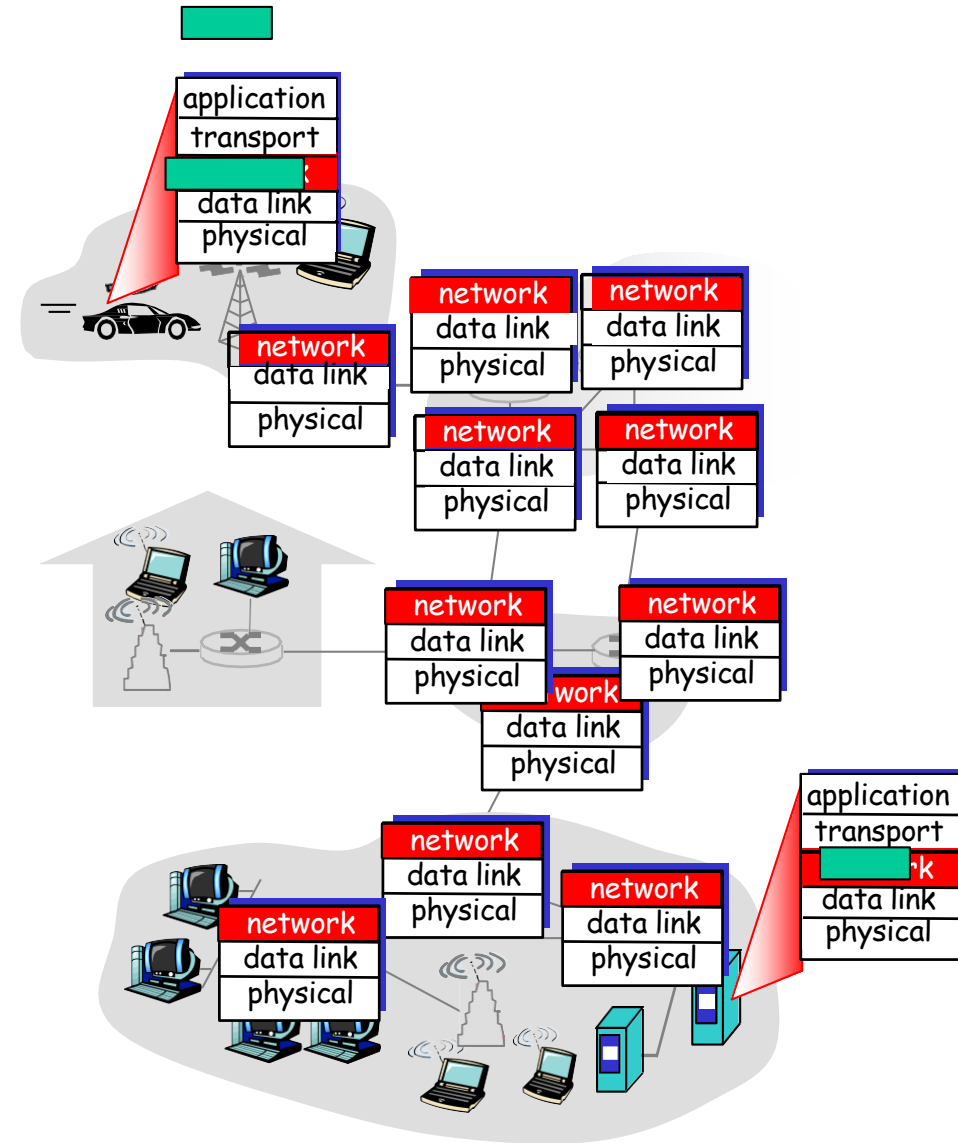 application
transport
k
data link
physical
network
data link
physical
network
data link
physical
network
data link
physical
network
data link
physical
network
data link
physical
network
data link
physical
network
data link
physical
work
data link
physical
application
transport
rk
data link
physical
network
data link
physical
network
data link
physical
network
data link
physical